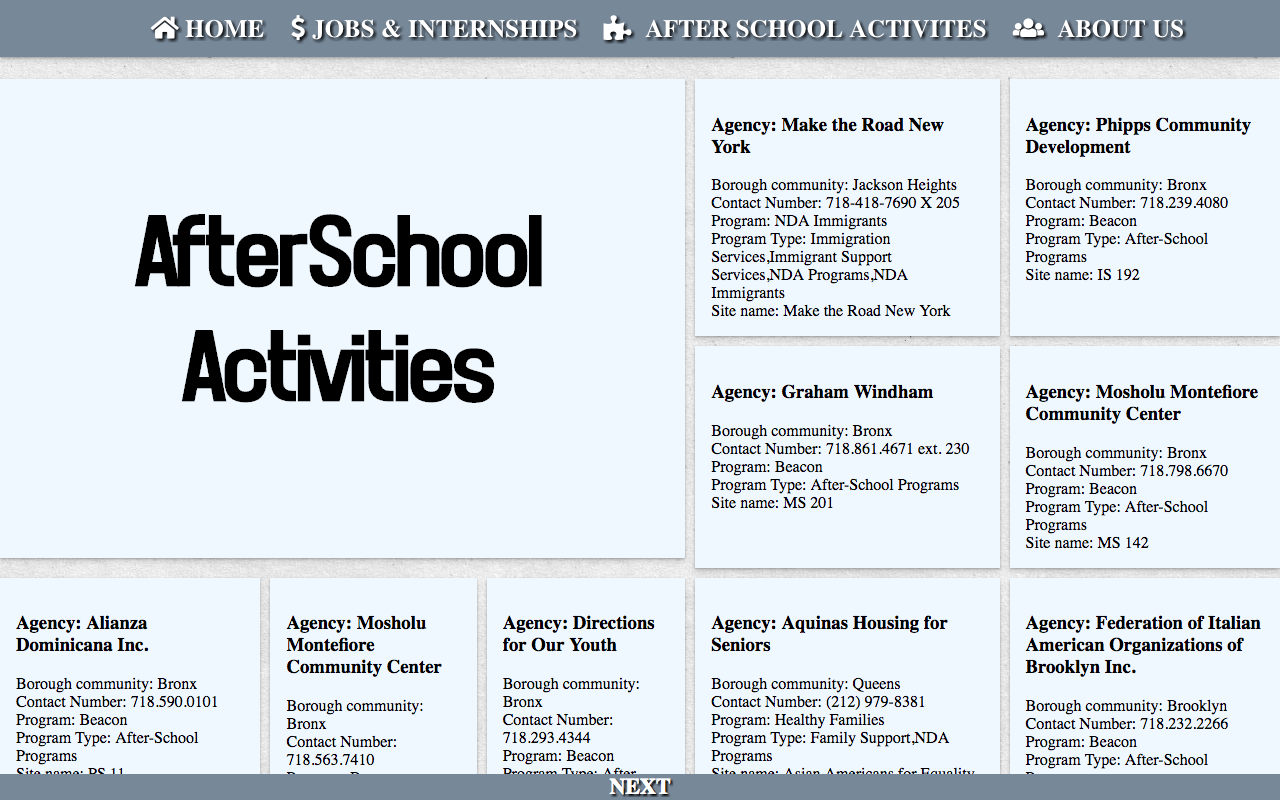 HOME JOBS & INTERNSHIPS AFTER SCHOOL ACTIVITES ABOUT US
AfterSchool
Activities
Agency: Make the Road New
York
Borough community: Jackson Heights
Contact Number: 718-418-7690 X 205
Program: NDA Immigrants
Program Type: Immigration
Services,Immigrant Support
Services,NDA Programs,NDA
Immigrants
Site name: Make the Road New York
Agency: Phipps Community
Development
Borough community: Bronx
Contact Number: 718.239.4080
Program: Beacon
Program Type: After-School
Programs
Site name: IS 192
Agency: Graham Windham
Borough community: Bronx
Contact Number: 718.861.4671 ext. 230
Program: Beacon
Program Type: After-School Programs
Site name: MS 201
Agency: Mosholu Montefiore
Community Center
Borough community: Bronx
Contact Number: 718.798.6670
Program: Beacon
Program Type: After-School
Programs
Site name: MS 142
Agency: Alianza
Dominicana Inc.
Borough community: Bronx
Contact Number: 718.590.0101
Program: Beacon
Program Type: After-School
Programs
Site name: PS 11
Agency: Mosholu
Montefiore
Community Center
Borough community:
Bronx
Contact Number:
718.563.7410
Agency: Directions
for Our Youth
Borough community:
Bronx
Contact Number:
718.293.4344
Program: Beacon
Program Type: After-
Agency: Aquinas Housing for
Seniors
Borough community: Queens
Contact Number: (212) 979-8381
Program: Healthy Families
Program Type: Family Support,NDA
Programs
Site name: Asian Americans for Equality
Agency: Federation of Italian
American Organizations of
Brooklyn Inc.
Borough community: Brooklyn
Contact Number: 718.232.2266
Program: Beacon
Program Type: After-School
NEXT